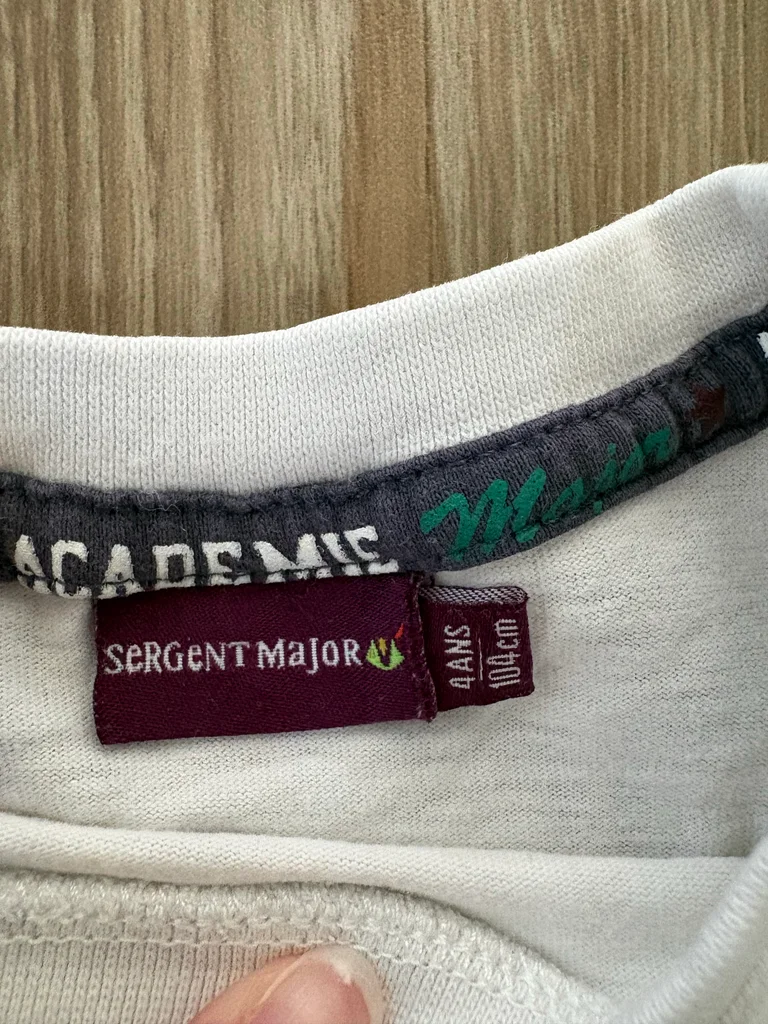 ACADEMIE Major
SeRGeNT MaJOR
4ANS
104cm